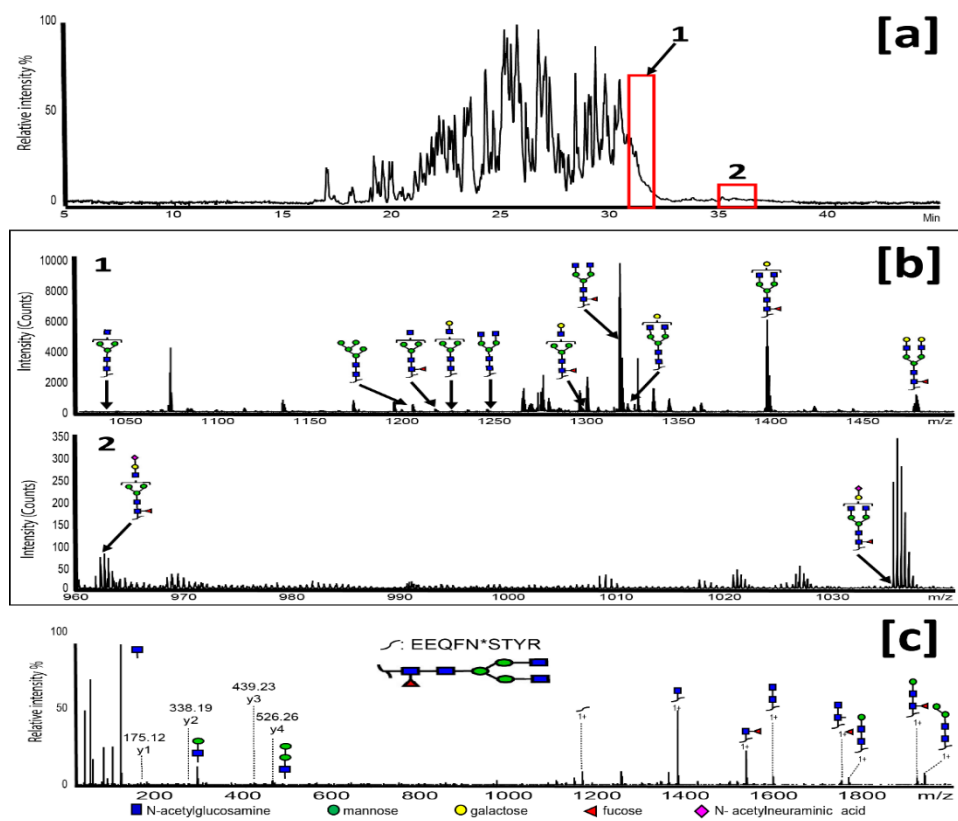 [a]
Relative intensity %
100
50
0
1
2
5 10 15 20 25 30 35 40 Min
[b]
1
Intensity (Counts)
10000
8000
6000
4000
2000
0
1050 1100 1150 1200 1250 1300 1350 1400 1450 m/z
2
Intensity (Counts)
350
300
250
200
150
100
50
0
960 970 980 990 1000 1010 1020 1030 m/z
[c]
Relative intensity %
100
50
0
: EEQFN*STYR
175.12
y1
338.19
y2
439.23
y3
526.26
y4
1+ 1+ 1+ 1+ 1+ 1+ 1+ 1+
200 400 600 800 1000 1200 1400 1600 1800 m/z
N-acetylglucosamine mannose galactose fucose N- acetylneuraminic acid